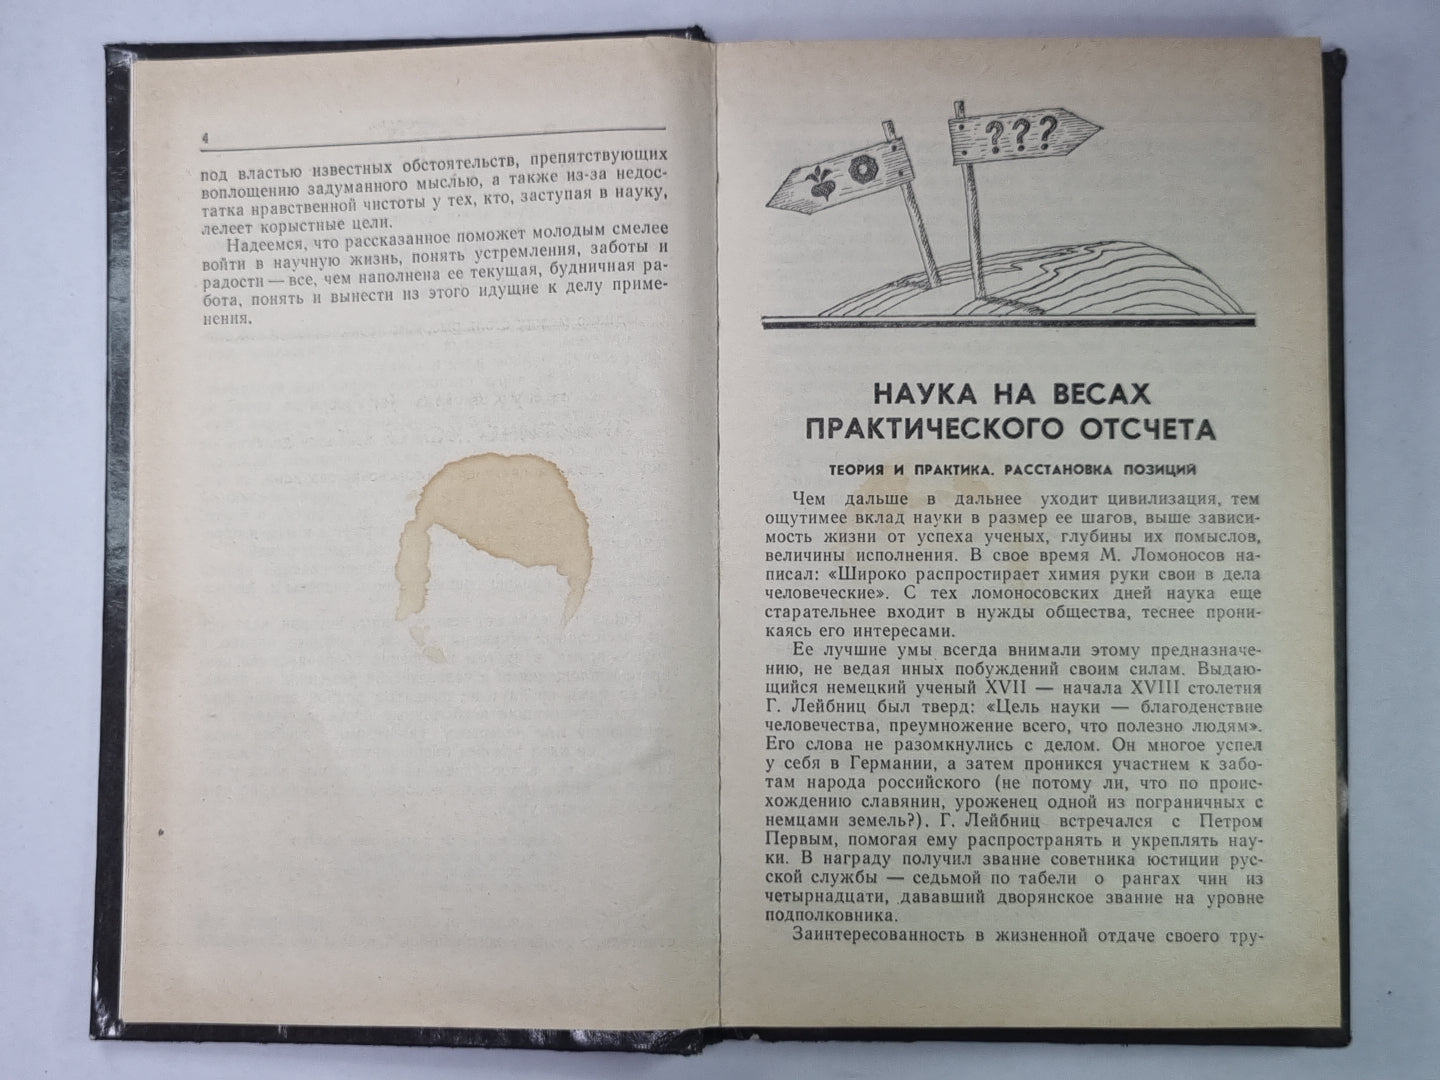 4
под властью известных обстоятельств, препятствующих
воплощению задуманного мыслью, а также из-за недос-
татка нравственной чистоты у тех, кто, заступая в науку,
лелеет корыстные цели.
Надеемся, что рассказанное поможет молодым смелее
войти в научную жизнь, понять устремления, заботы и
радости — все, чем наполнена ее текущая, будничная ра-
бота, понять и вынести из этого идущие к делу приме-
нения.
???
НАУКА НА ВЕСАХ
ПРАКТИЧЕСКОГО ОТСЧЕТА
ТЕОРИЯ И ПРАКТИКА. РАССТАНОВКА ПОЗИЦИЙ
Чем дальше в дальнее уходит цивилизация, тем
ощутимее вклад науки в размер ее шагов, выше зависи-
мость жизни от успеха ученых, глубины их помыслов,
величины исполнения. В свое время М. Ломоносов на-
писал: «Широко распростирает химия руки свои в дела
человеческие». С тех ломоносовских дней наука еще
старательнее входит в нужды общества, теснее прони-
каясь его интересами.
Ее лучшие умы всегда внимали этому предназначе-
нию, не ведая иных побуждений своим силам. Выдаю-
щийся немецкий ученый XVII — начала XVIII столетия
Г. Лейбниц был тверд: «Цель науки — благоденствие
человечества, преумножение всего, что полезно людям».
Его слова не разомкнулись с делом. Он многое успел
у себя в Германии, а затем проникся участием к забо-
там народа российского (не потому ли, что по проис-
хождению славянин, уроженец одной из пограничных с
немцами земель?). Г. Лейбниц встречался с Петром
Первым, помогая ему распространять и укреплять нау-
ки. В награду получил звание советника юстиции рус-
ской службы — седьмой по табели о рангах чин из
четырнадцати, дававший дворянское звание на уровне
подполковника.
Заинтересованность в жизненной отдаче своего тру-